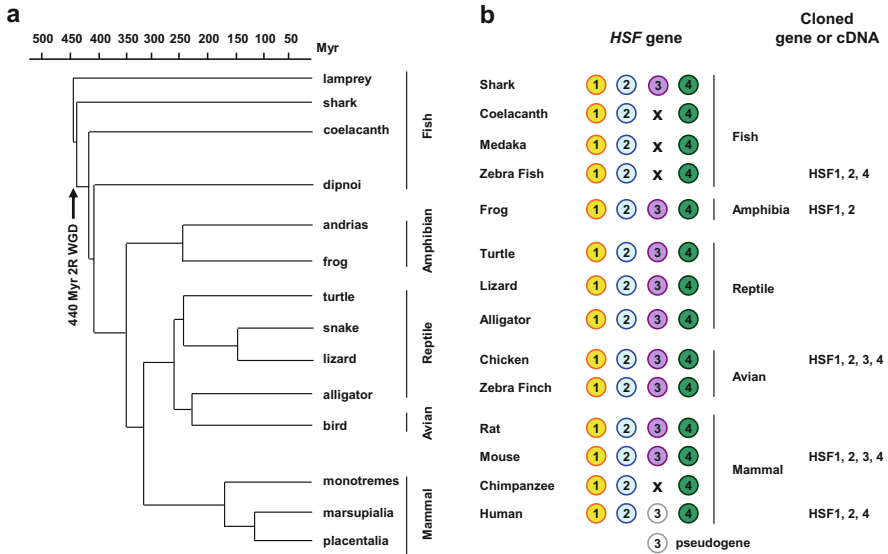 a
500 450 400 350 300 250 200 150 100 50 Myr
lamprey
shark
coelacanth
dipnoi
Fish
440 Myr 2R WGD
andrias
frog
Amphibian
turtle
snake
lizard
alligator
Reptile
bird
Avian
monotremes
marsupialia
placentalia
Mammal
b
HSF gene
Cloned
gene or cDNA
Shark 1 2 3 4
Coelacanth 1 2 x 4
Medaka 1 2 x 4
Zebra Fish 1 2 x 4 HSF1, 2, 4
Fish
Frog 1 2 3 4 Amphibia HSF1, 2
Turtle 1 2 3 4
Lizard 1 2 3 4
Reptile
Alligator 1 2 3 4
Chicken 1 2 3 4 HSF1, 2, 3, 4
Avian
Zebra Finch 1 2 3 4
Rat 1 2 3 4
Mouse 1 2 3 4 HSF1, 2, 3, 4
Mammal
Chimpanzee 1 2 x 4
Human 1 2 3 4 HSF1, 2, 4
3 pseudogene